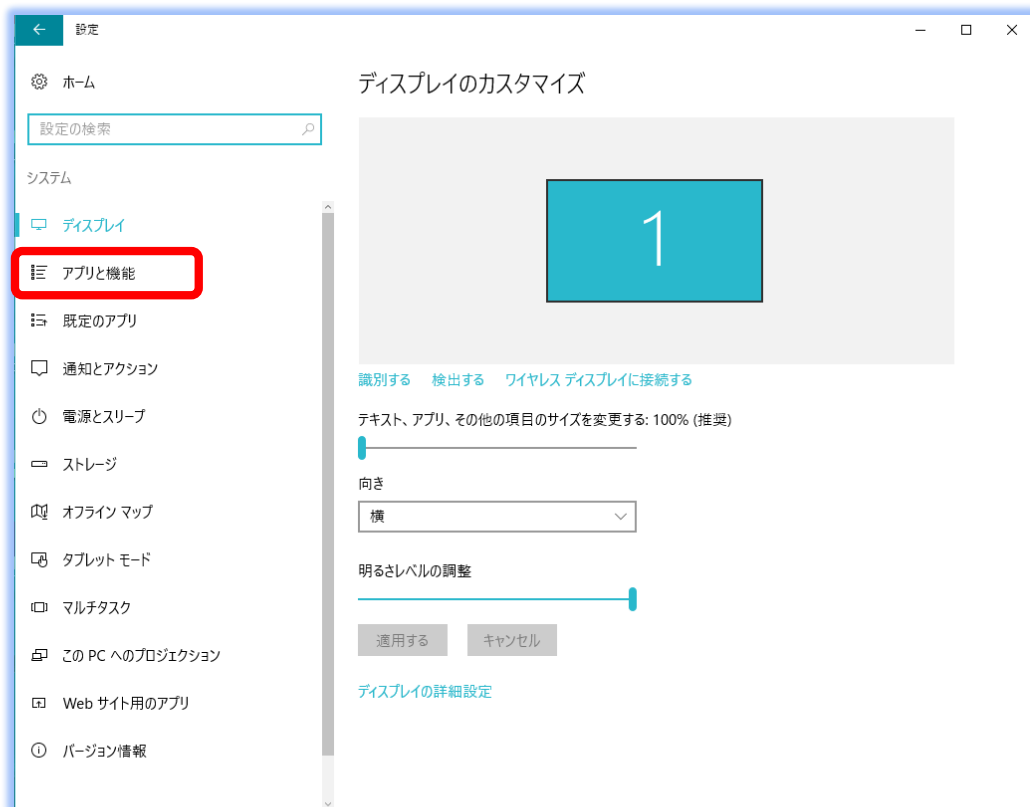 設定
ホーム
設定の検索
システム
ディスプレイ
アプリと機能
既定のアプリ
通知とアクション
電源とスリープ
ストレージ
オフライン マップ
タブレット モード
マルチタスク
この PC へのプロジェクション
Web サイト用のアプリ
バージョン情報
ディスプレイのカスタマイズ
1
識別する 検出する ワイヤレス ディスプレイに接続する
テキスト、アプリ、その他の項目のサイズを変更する: 100% (推奨)
向き
横
明るさレベルの調整
適用する キャンセル
ディスプレイの詳細設定